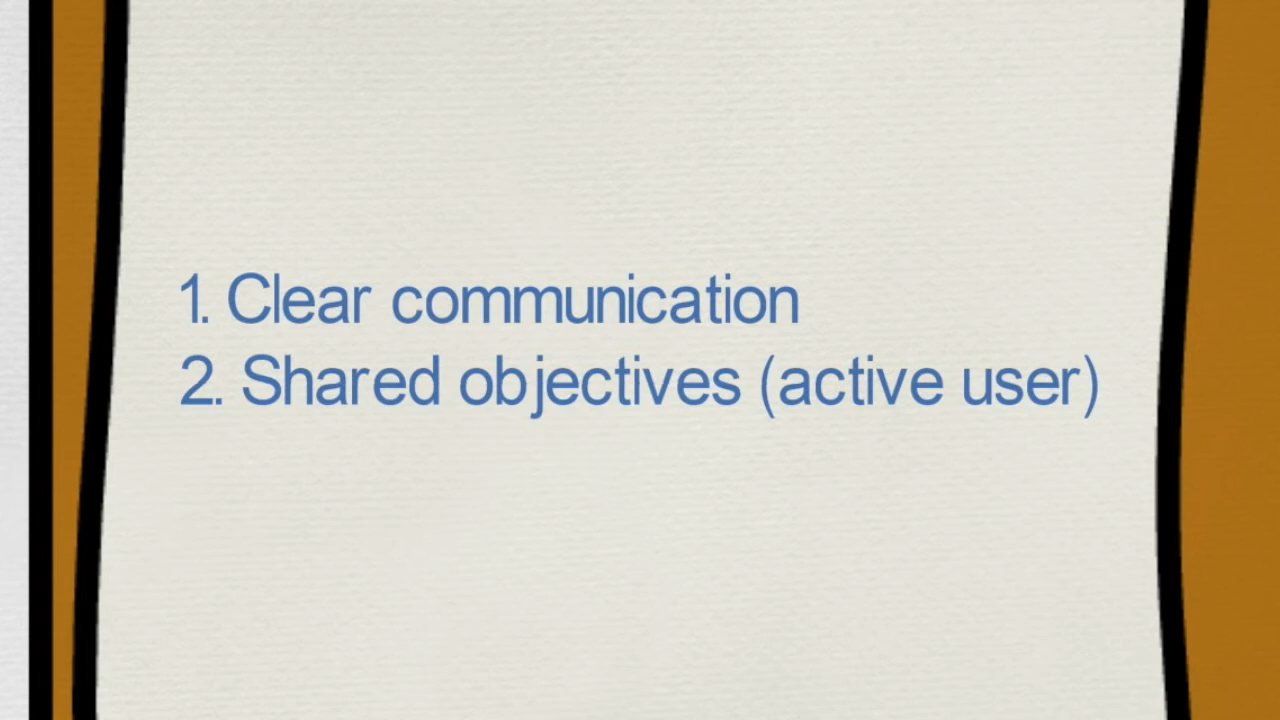 1. Clear communication
2. Shared objectives (active user)